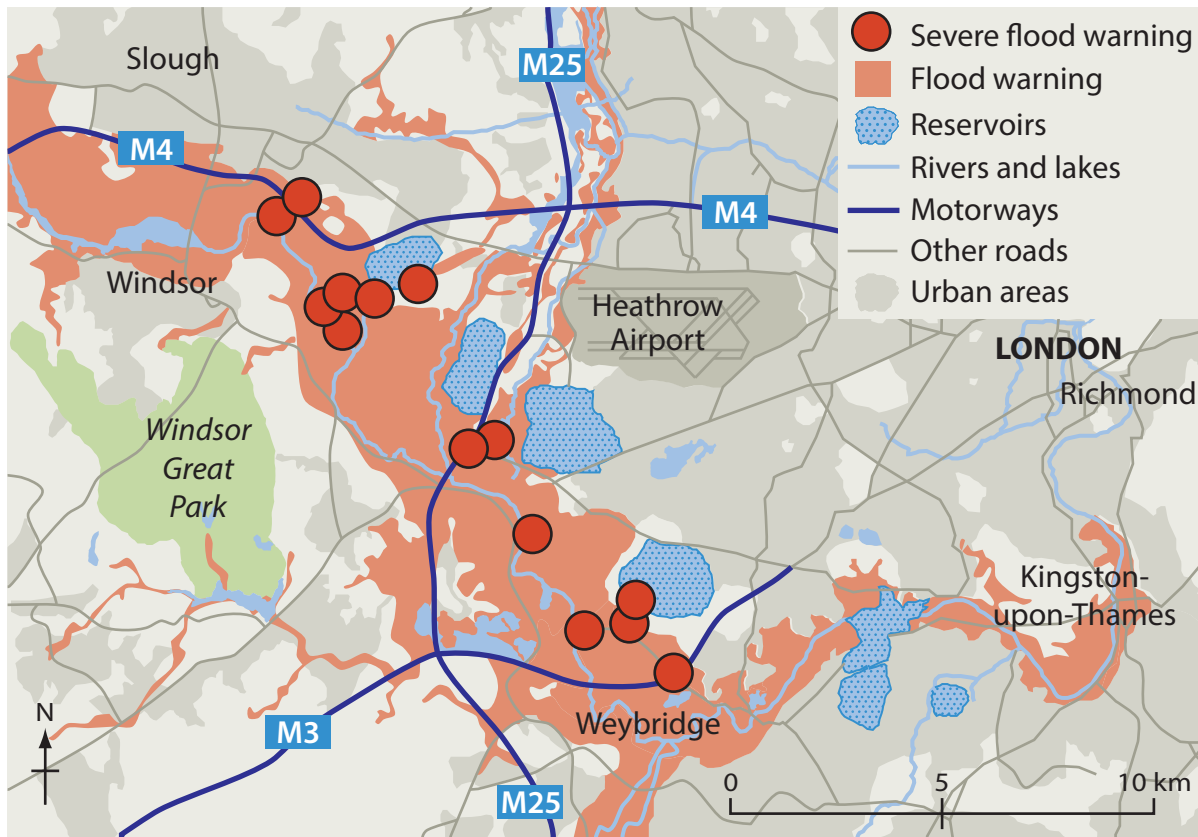 Slough
M25
M4
M4
Windsor
Heathrow
Airport
Windsor
Great
Park
LONDON
Richmond
Kingston-
upon-Thames
Weybridge
M3
M25
N
0 5 10 km
Severe flood warning
Flood warning
Reservoirs
Rivers and lakes
Motorways
Other roads
Urban areas